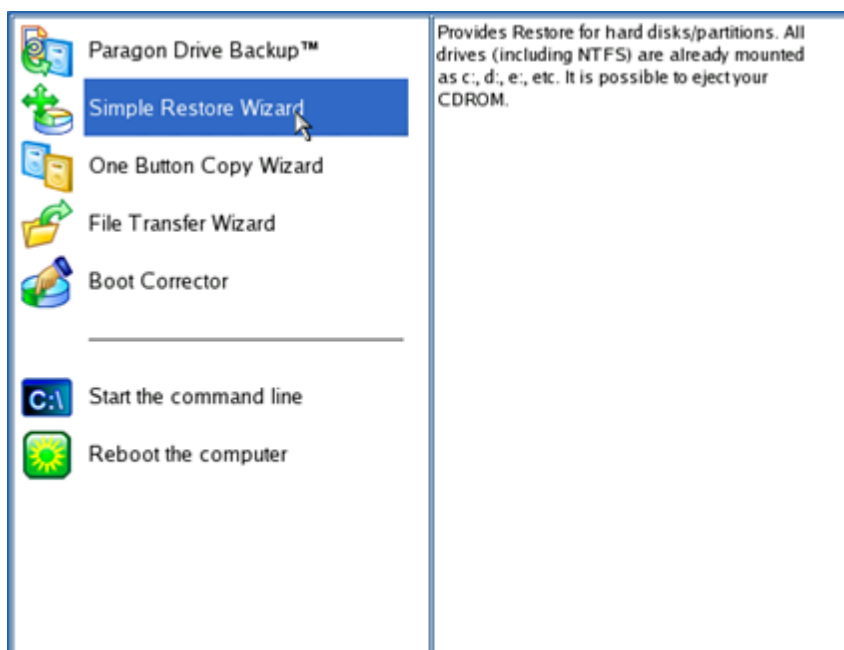 Paragon Drive Backup™
Simple Restore Wizard
One Button Copy Wizard
File Transfer Wizard
Boot Corrector
C:\
Start the command line
Reboot the computer
Provides Restore for hard disks/partitions. All
drives (including NTFS) are already mounted
as c:, d:, e:, etc. It is possible to eject your
CDROM.